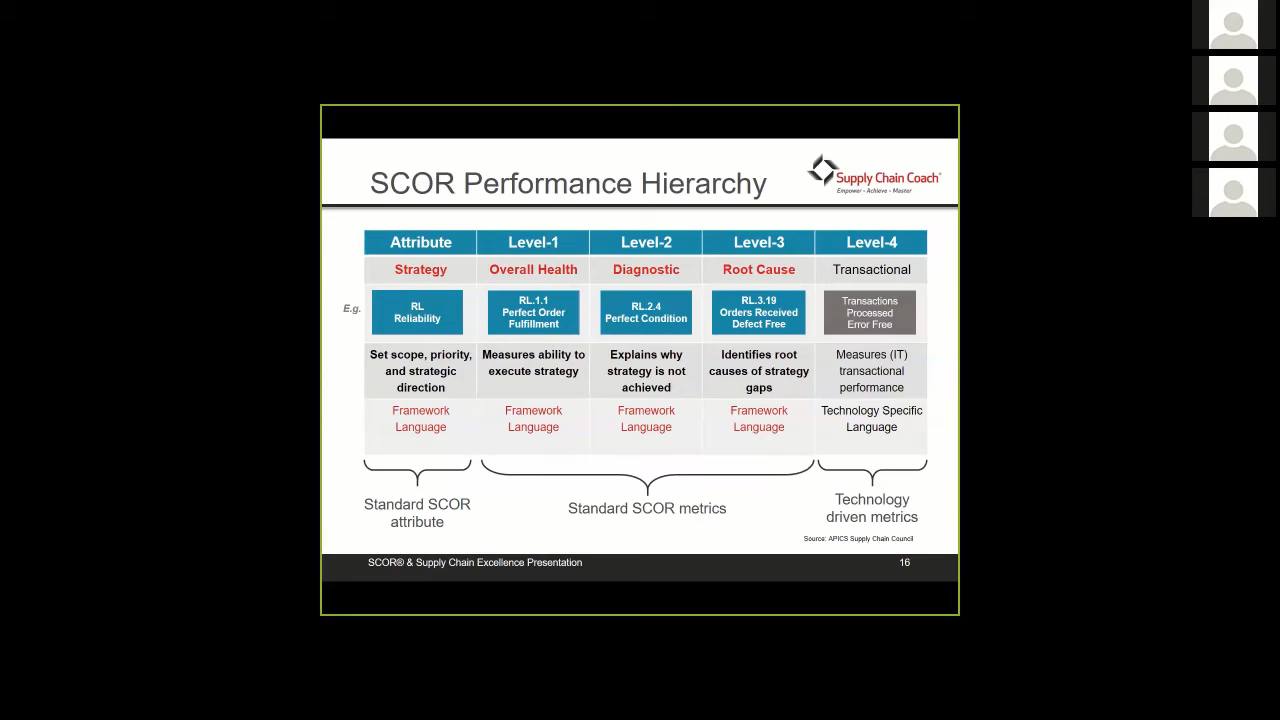 SCOR Performance Hierarchy
Supply Chain Coach
Empower - Achieve - Master
Attribute Level-1 Level-2 Level-3 Level-4
Strategy Overall Health Diagnostic Root Cause Transactional
E.g.
RL
Reliability
RL.1.1
Perfect Order
Fulfillment
RL.2.4
Perfect Condition
RL.3.19
Orders Received
Defect Free
Transactions
Processed
Error Free
Set scope, priority,
and strategic
direction
Measures ability to
execute strategy
Explains why
strategy is not
achieved
Identifies root
causes of strategy
gaps
Measures (IT)
transactional
performance
Framework
Language
Framework
Language
Framework
Language
Framework
Language
Technology Specific
Language
Standard SCOR
attribute
Standard SCOR metrics
Technology
driven metrics
Source: APICS Supply Chain Council
SCOR® & Supply Chain Excellence Presentation
16